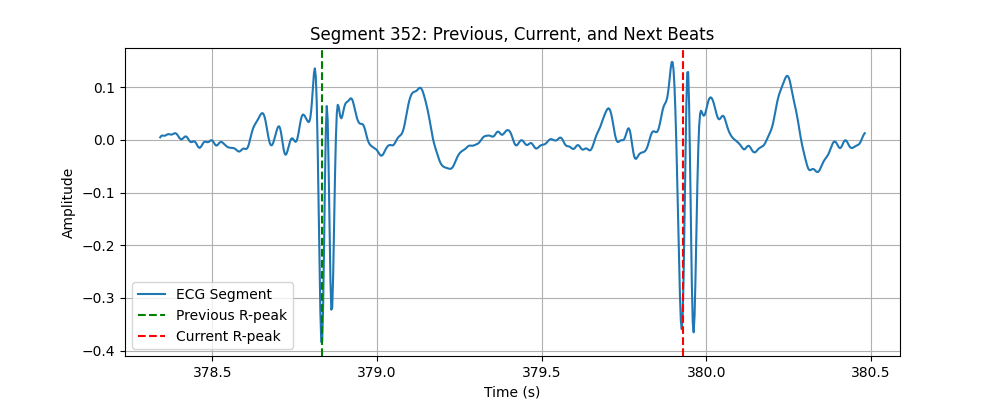 Segment 352: Previous, Current, and Next Beats
Amplitude
0.1
0.0
−0.1
−0.2
−0.3
−0.4
ECG Segment
Previous R-peak
Current R-peak
378.5
379.0
379.5
380.0
380.5
Time (s)